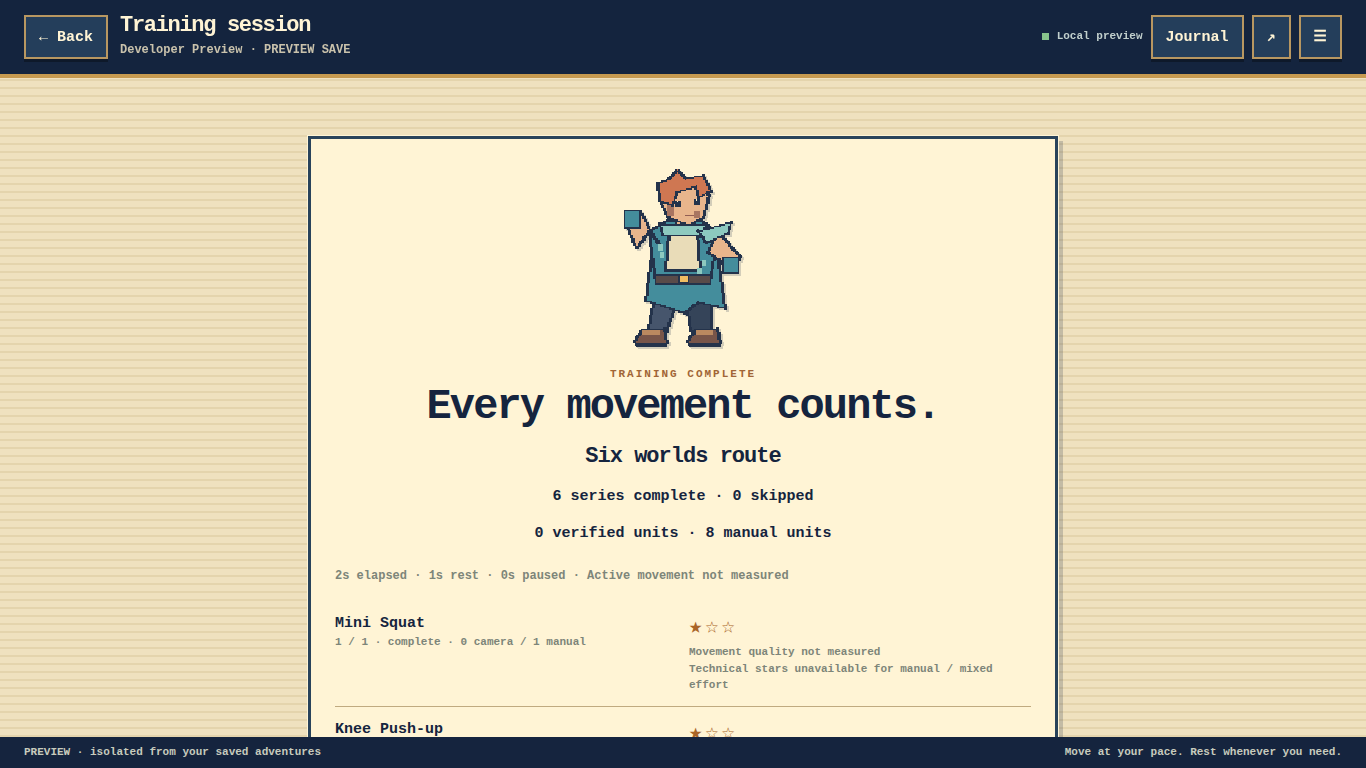 ← Back
Training session
Developer Preview · PREVIEW SAVE
Local preview
Journal
↗
☰
TRAINING COMPLETE
Every movement counts.
Six worlds route
6 series complete · 0 skipped
0 verified units · 8 manual units
2s elapsed · 1s rest · 0s paused · Active movement not measured
Mini Squat
1 / 1 · complete · 0 camera / 1 manual
★☆☆
Movement quality not measured
Technical stars unavailable for manual / mixed
effort
Knee Push-up
★☆☆
PREVIEW · isolated from your saved adventures
Move at your pace. Rest whenever you need.